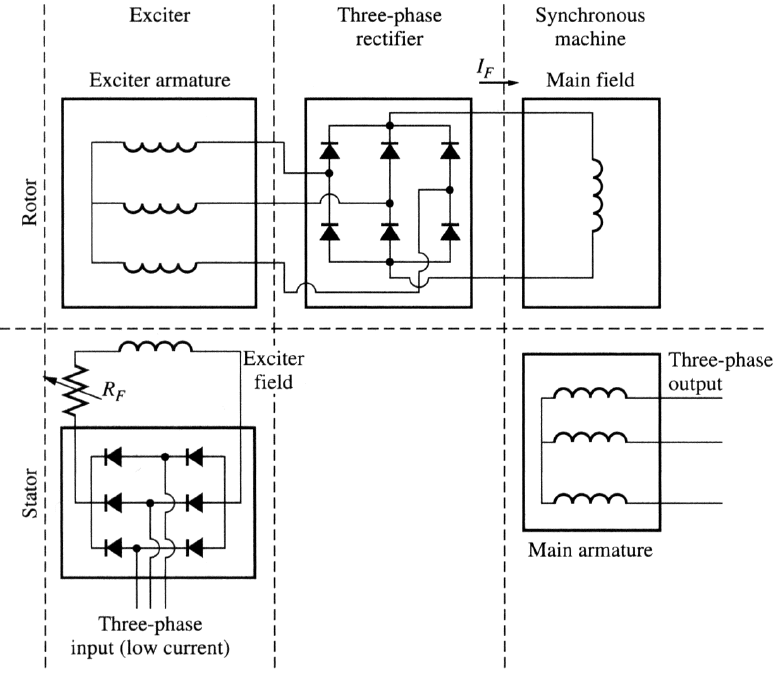 Exciter
Three-phase
rectifier
Synchronous
machine
Exciter armature
I_F
Main field
Rotor
Exciter
field
R_F
Three-phase
output
Stator
Main armature
Three-phase
input (low current)